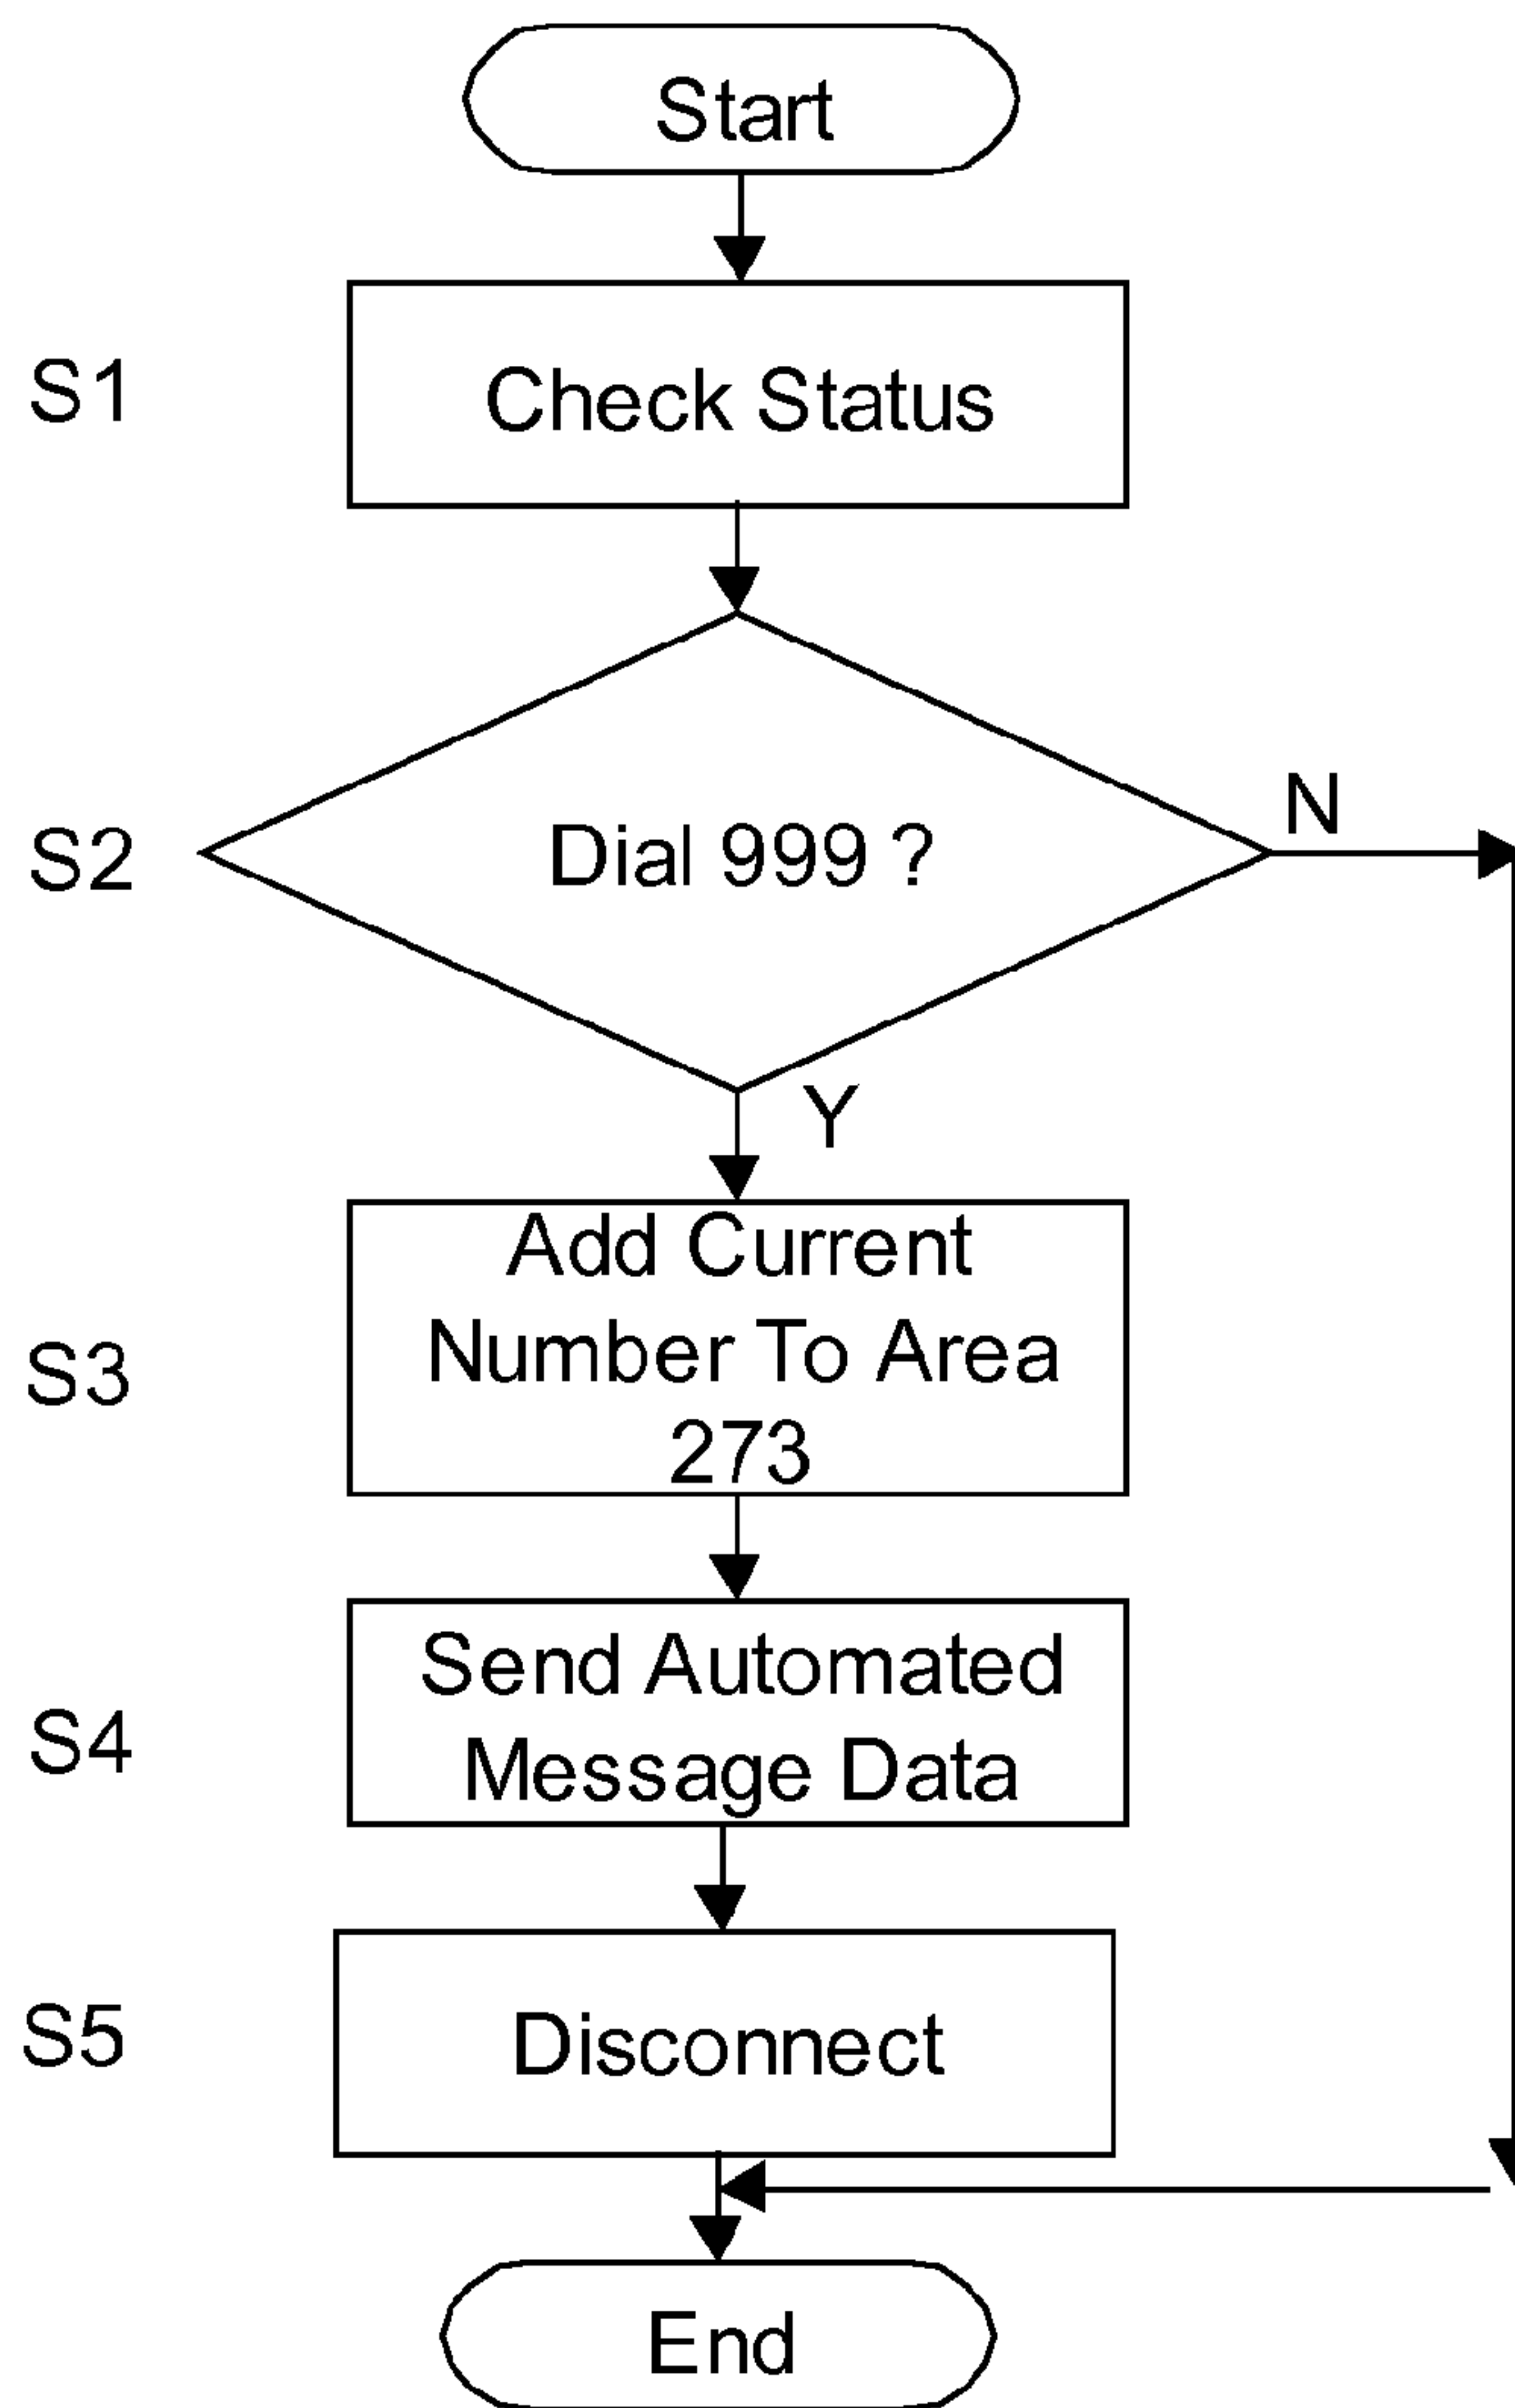 Start
S1
Check Status
S2
Dial 999 ?
N
Y
S3
Add Current
Number To Area
273
S4
Send Automated
Message Data
S5
Disconnect
End